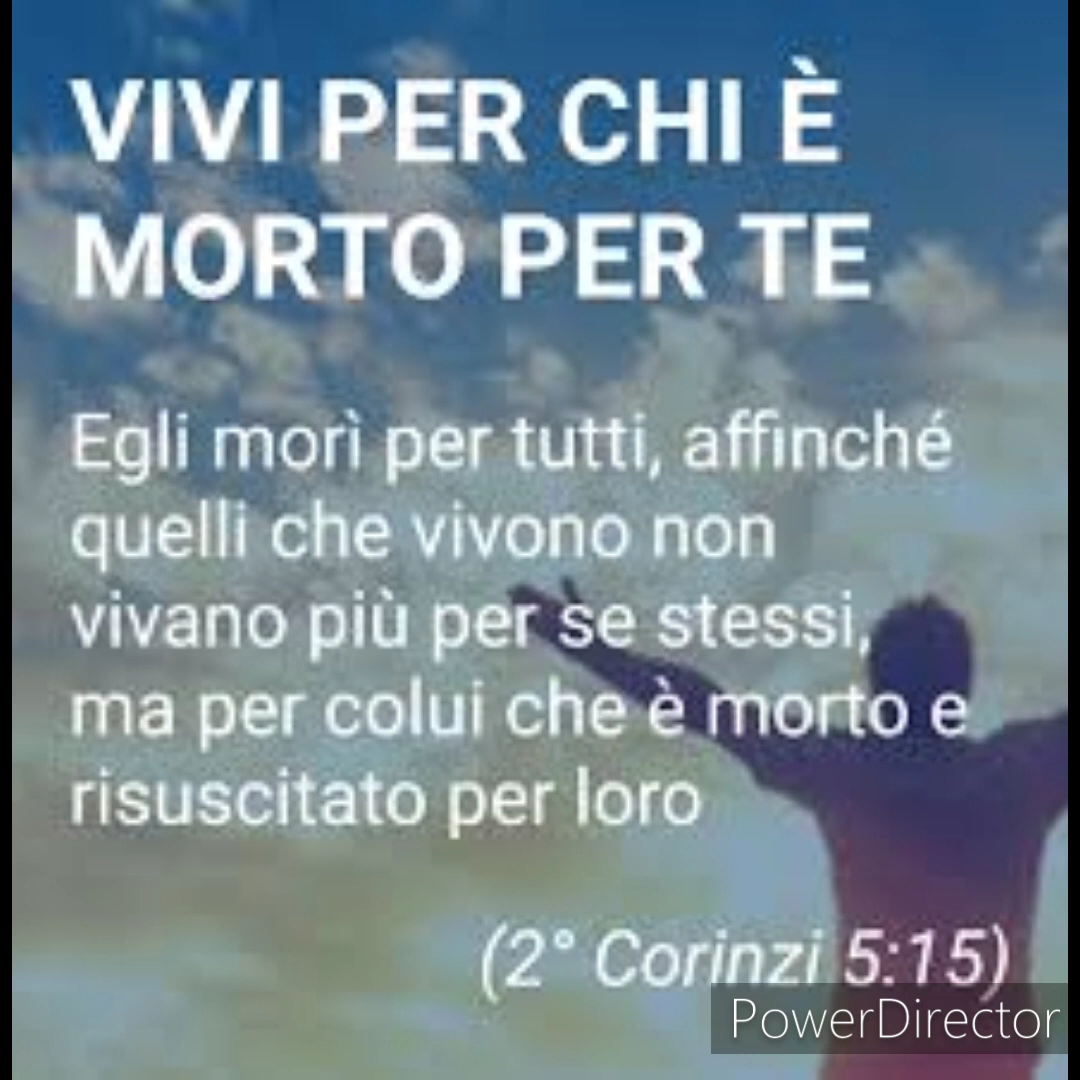 VIVI PER CHI È
MORTO PER TE
Egli morì per tutti, affinché
quelli che vivono non
vivano più per se stessi,
ma per colui che è morto e
risuscitato per loro
(2° Corinzi 5:15)
PowerDirector